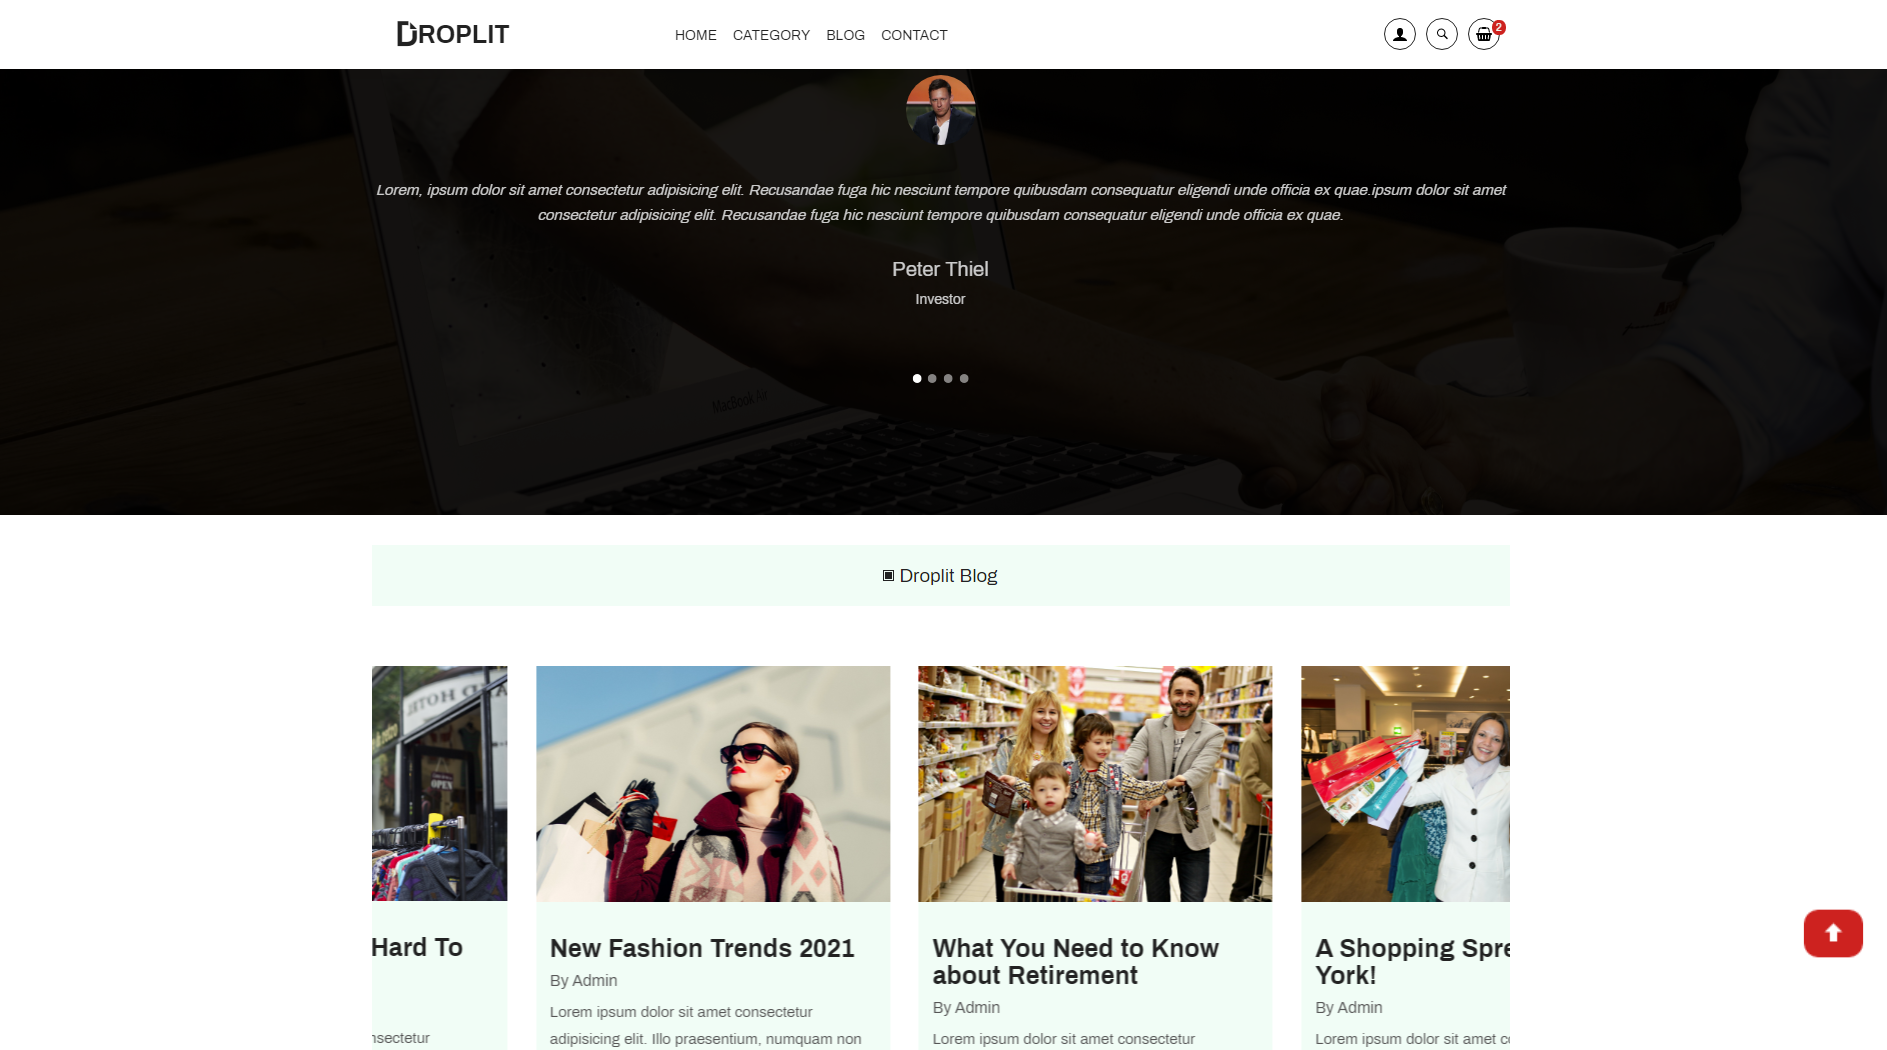 DROPLIT
HOME CATEGORY BLOG CONTACT
2
Lorem, ipsum dolor sit amet consectetur adipisicing elit. Recusandae fuga hic nesciunt tempore quibusdam consequatur eligendi unde officia ex quae.ipsum dolor sit amet
consectetur adipisicing elit. Recusandae fuga hic nesciunt tempore quibusdam consequatur eligendi unde officia ex quae.
Peter Thiel
Investor
MacBook Air
Droplit Blog
OPEN
Hard To
nsectetur
New Fashion Trends 2021
By Admin
Lorem ipsum dolor sit amet consectetur
adipisicing elit. Illo praesentium, numquam non
What You Need to Know
about Retirement
By Admin
Lorem ipsum dolor sit amet consectetur
A Shopping Spre
York!
By Admin
Lorem ipsum dolor sit amet co